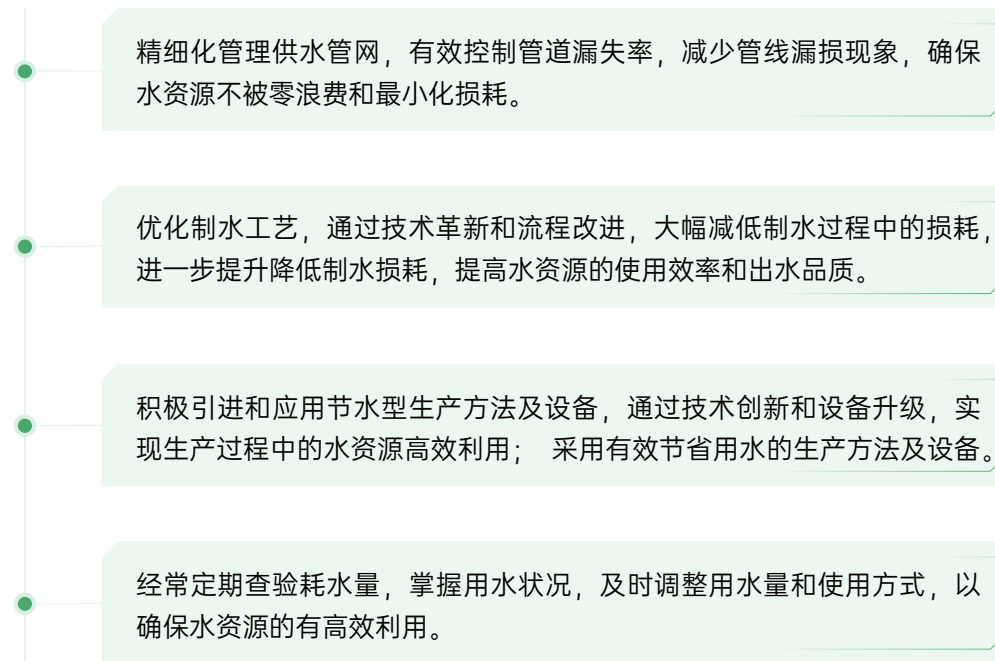 精细化管理供水管网，有效控制管道漏失率，减少管线漏损现象，确保
水资源不被零浪费和最小化损耗。
优化制水工艺，通过技术革新和流程改进，大幅减低制水过程中的损耗，
进一步提升降低制水损耗，提高水资源的使用效率和出水品质。
积极引进和应用节水型生产方法及设备，通过技术创新和设备升级，实
现生产过程中的水资源高效利用； 采用有效节省用水的生产方法及设备。
经常定期查验耗水量，掌握用水状况，及时调整用水量和使用方式，以
确保水资源的有高效利用。